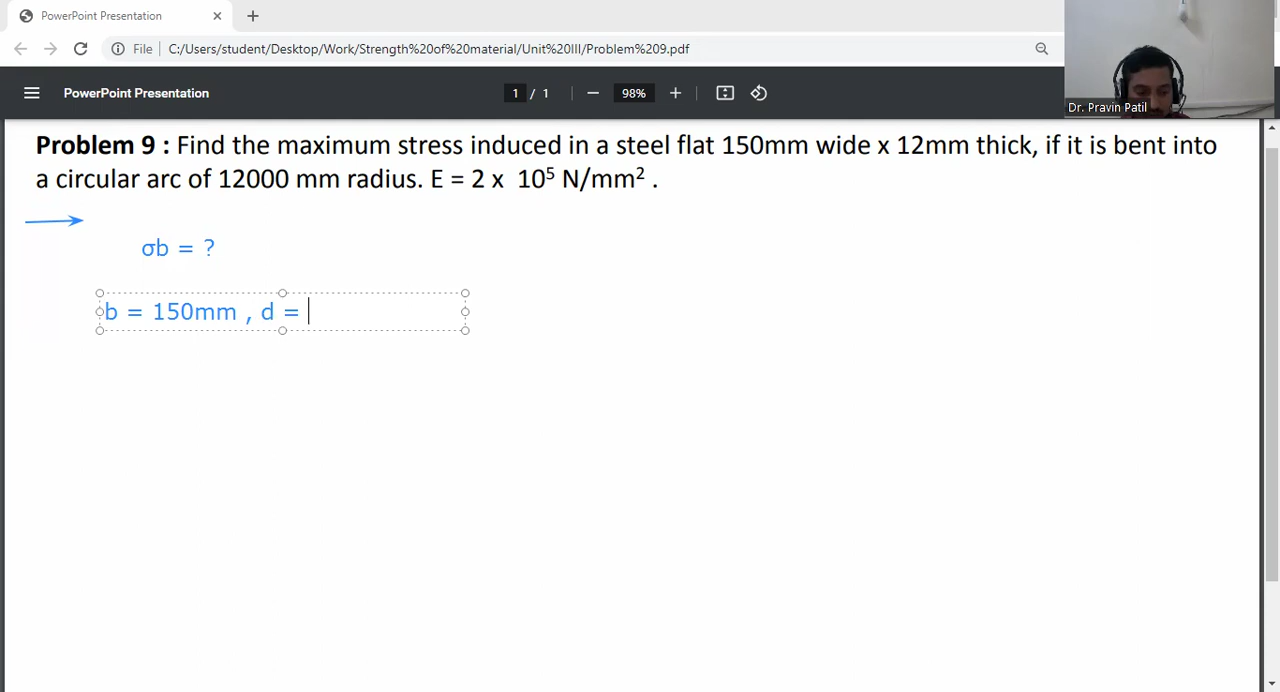 PowerPoint Presentation
File
C:/Users/student/Desktop/Work/Strength%20of%20material/Unit%20III/Problem%209.pdf
PowerPoint Presentation
1 / 1
98%
Dr. Pravin Patil
Problem 9 : Find the maximum stress induced in a steel flat 150mm wide x 12mm thick, if it is bent into
a circular arc of 12000 mm radius. E = 2 x 10⁵ N/mm² .
σb = ?
b = 150mm , d =